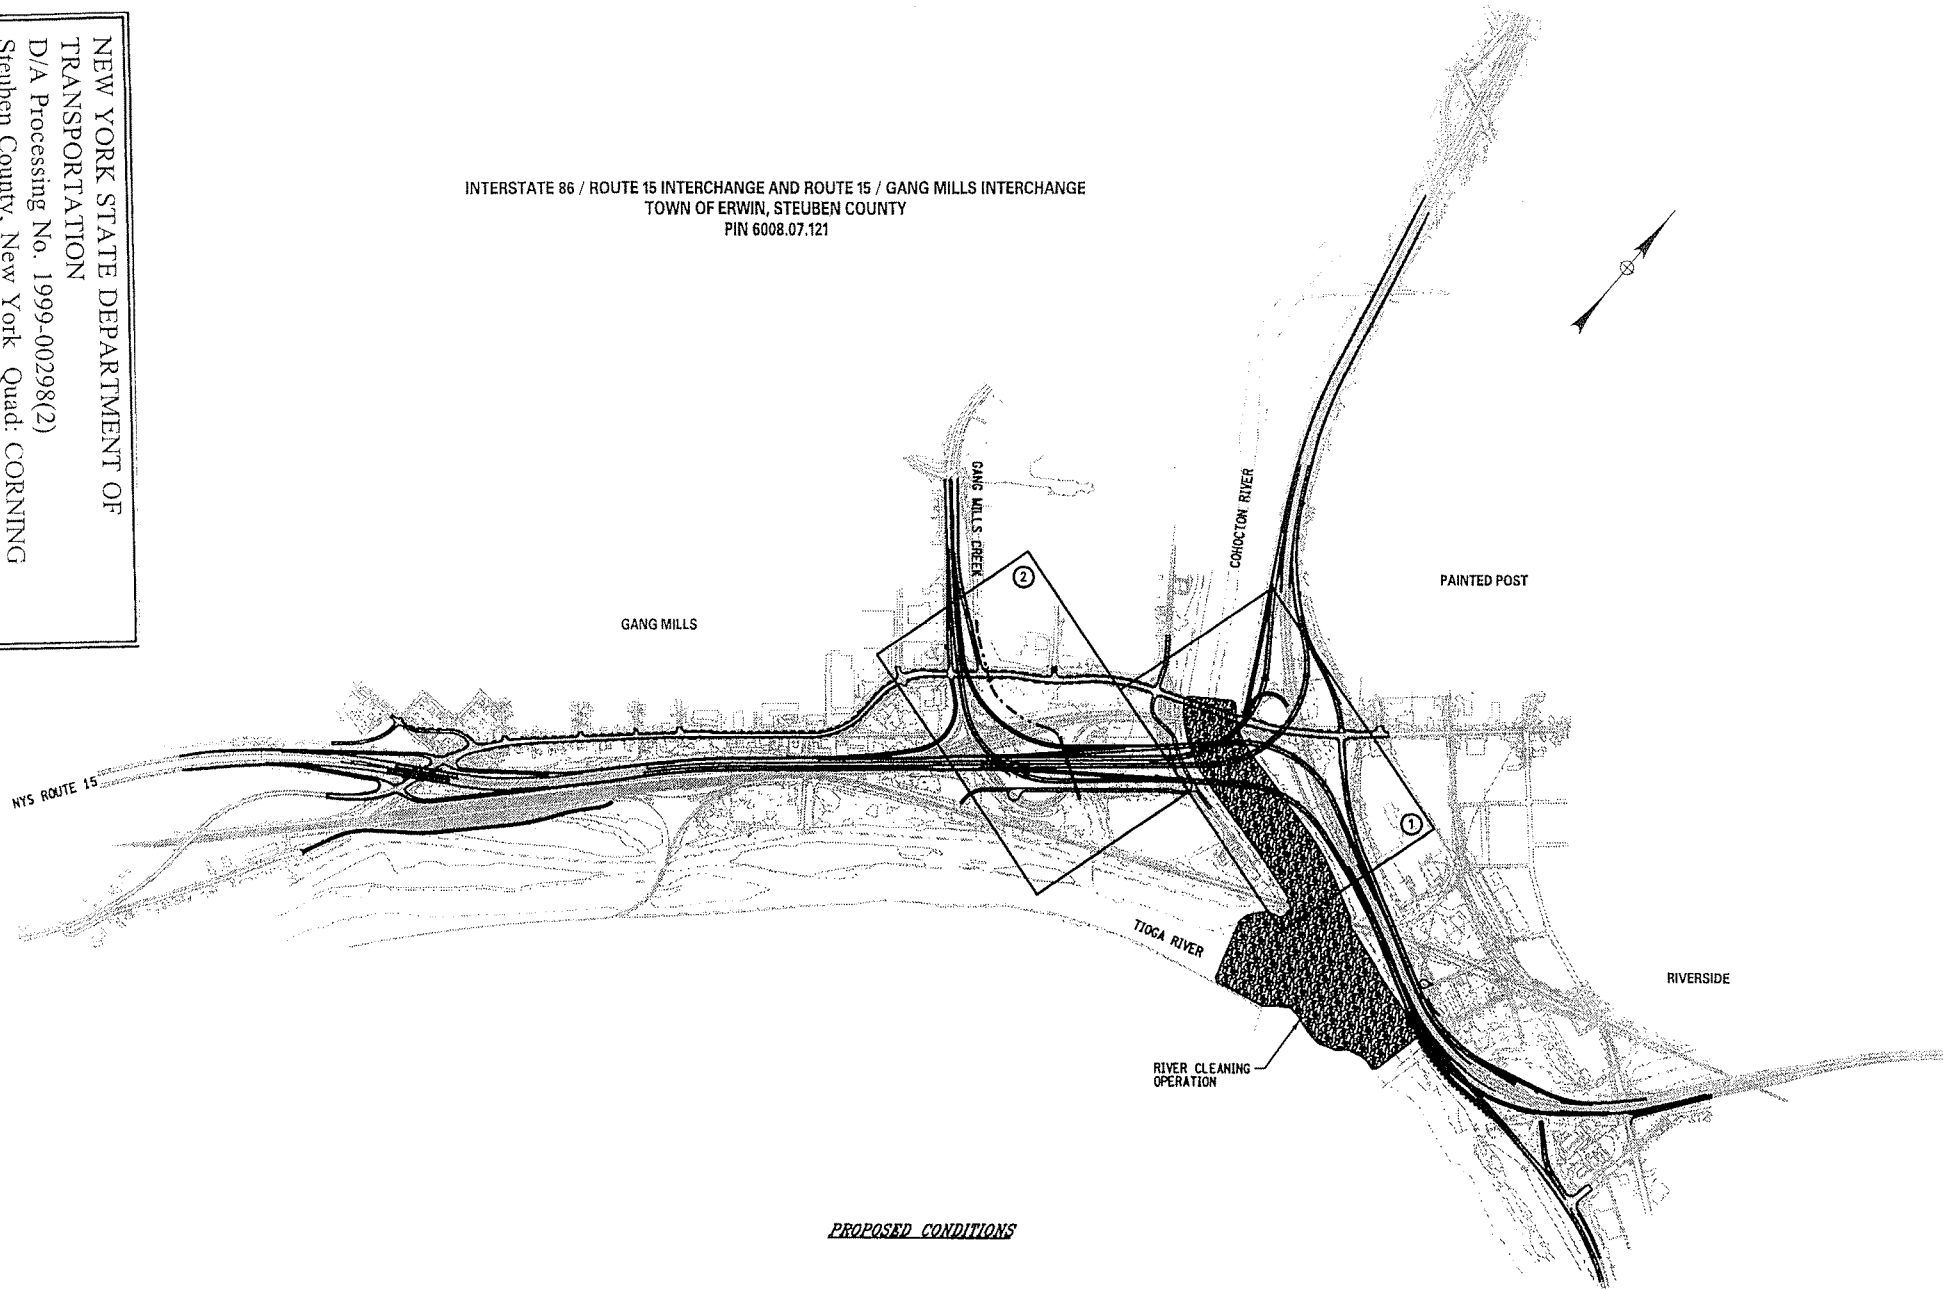 NEW YORK STATE DEPARTMENT OF
TRANSPORTATION
D/A Processing No. 1999-00298(2)
Steuben County, New York Quad: CORNING
INTERSTATE 86 / ROUTE 15 INTERCHANGE AND ROUTE 15 / GANG MILLS INTERCHANGE
TOWN OF ERWIN, STEUBEN COUNTY
PIN 6008.07.121
GANG MILLS CREEK
COHOCTON RIVER
2
PAINTED POST
GANG MILLS
NYS ROUTE 15
1
TIOGA RIVER
RIVERSIDE
RIVER CLEANING
OPERATION
PROPOSED CONDITIONS